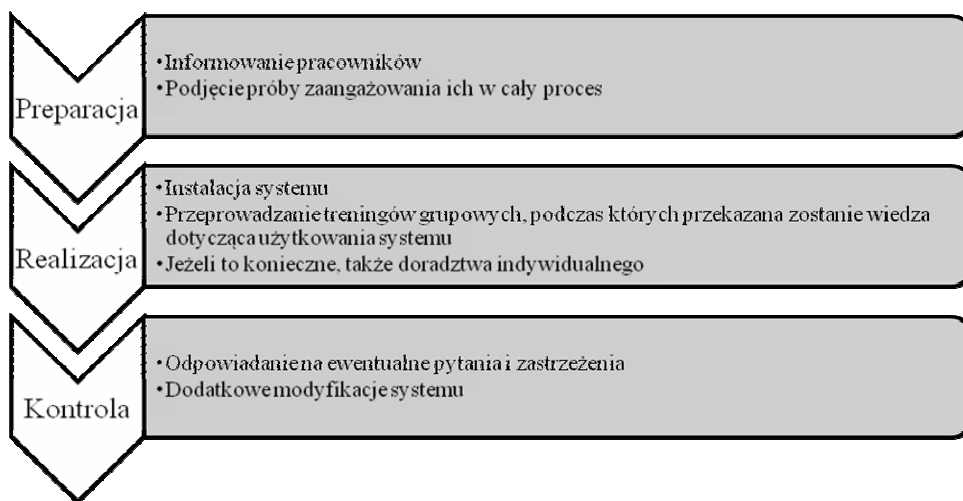 Preparacja
•Informowanie pracowników
•Podjęcie próby zaangażowania ich w cały proces
Realizacja
•Instalacja systemu
•Przeprowadzanie treningów grupowych, podczas których przekazana zostanie wiedza
dotycząca użytkowania systemu
•Jeżeli to konieczne, także doradztwa indywidualnego
Kontrola
•Odpowiadanie na ewentualne pytania i zastrzeżenia
•Dodatkowe modyfikacje systemu